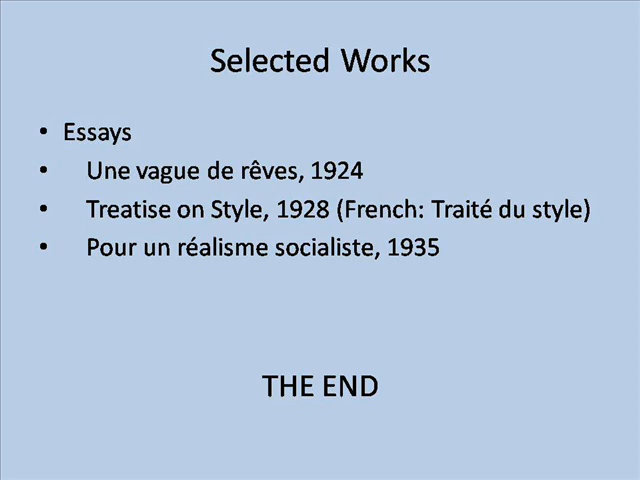 Selected Works
• Essays
• Une vague de rêves, 1924
• Treatise on Style, 1928 (French: Traité du style)
• Pour un réalisme socialiste, 1935
THE END